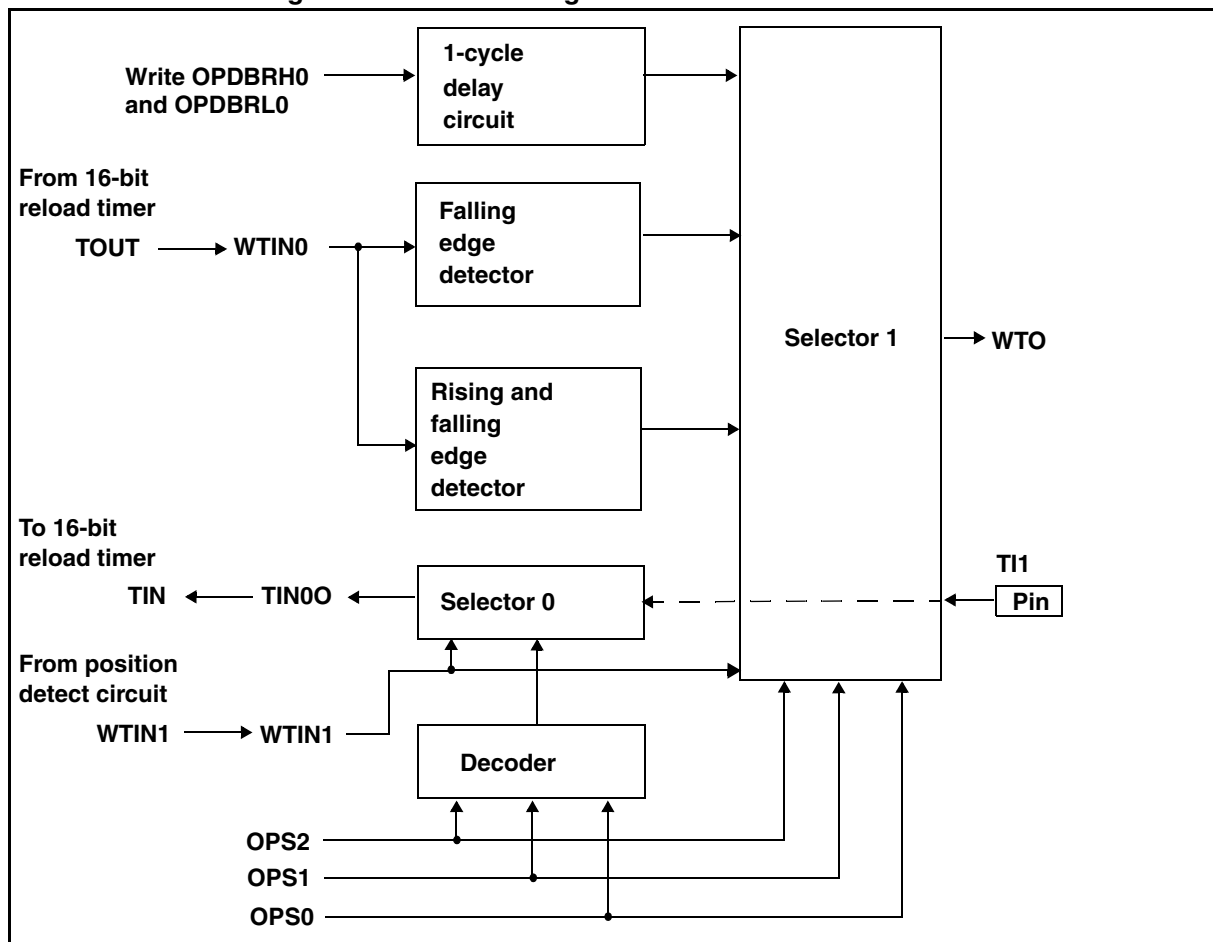 Write OPDBRH0
and OPDBRL0
1-cycle
delay
circuit
From 16-bit
reload timer
TOUT
WTIN0
Falling
edge
detector
Selector 1
WTO
Rising and
falling
edge
detector
To 16-bit
reload timer
TIN
TIN0O
Selector 0
TI1
Pin
From position
detect circuit
WTIN1
WTIN1
Decoder
OPS2
OPS1
OPS0